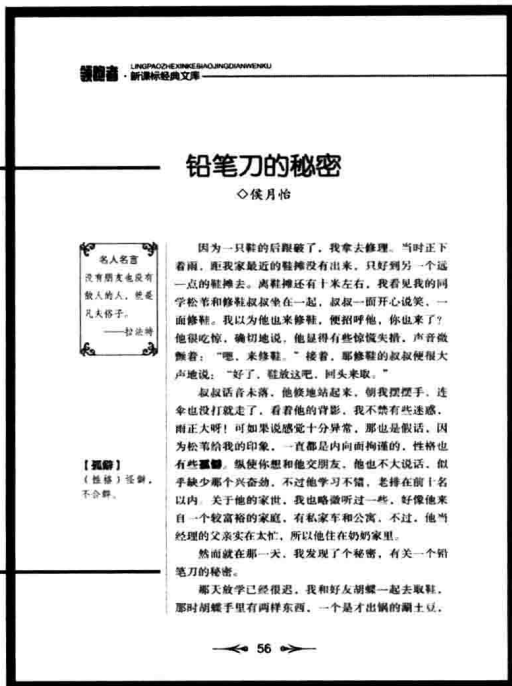 LINGPAOZHEXINKEBIAOJINGDIANWENKU
领跑者·新课标经典文库
铅笔刀的秘密
◇侯月怡
名人名言
没有朋友也没有
敌人的人，就是
凡夫俗子。
——拉法特
因为一只鞋的后跟破了，我拿去修理。当时正下
着雨，距我家最近的鞋摊没有出来，只好到另一个远
一点的鞋摊去。离鞋摊还有十米左右，我看见我的同
学松苇和修鞋叔叔坐在一起，叔叔一面开心说笑，一
面修鞋。我以为他也来修鞋，便招呼他，你也来了？
他很吃惊，确切地说，他显得有些惊慌失措，声音微
颤着：“嗯，来修鞋。”接着，那修鞋的叔叔便很大
声地说：“好了，鞋放这吧，回头来取。”
叔叔话音未落，他倏地站起来，朝我摆摆手，连
伞也没打就走了，看着他的背影，我不禁有些迷惑，
雨正大呀！可如果说感觉十分异常，那也是假话，因
为松苇给我的印象，一直都是内向而拘谨的，性格也
有些孤僻。纵使你想和他交朋友，他也不大说话，似
乎缺少那个兴奋劲，不过他学习不错，老排在前十名
以内。关于他的家世，我也略微听过一些，好像他来
自一个较富裕的家庭，有私家车和公寓，不过，他当
经理的父亲实在太忙，所以他住在奶奶家里。
【孤僻】
（性格）怪僻，
不合群。
然而就在那一天，我发现了个秘密，有关一个铅
笔刀的秘密。
那天放学已经很迟，我和好友胡蝶一起去取鞋，
那时胡蝶手里有两样东西，一个是才出锅的涮土豆，
56